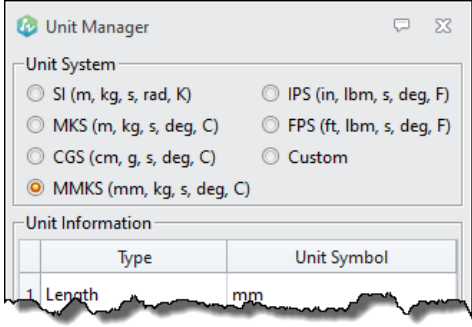 Unit Manager
Unit System
SI (m, kg, s, rad, K)
IPS (in, lbm, s, deg, F)
MKS (m, kg, s, deg, C)
FPS (ft, lbm, s, deg, F)
CGS (cm, g, s, deg, C)
Custom
MMKS (mm, kg, s, deg, C)
Unit Information
Type Unit Symbol
1 Length mm